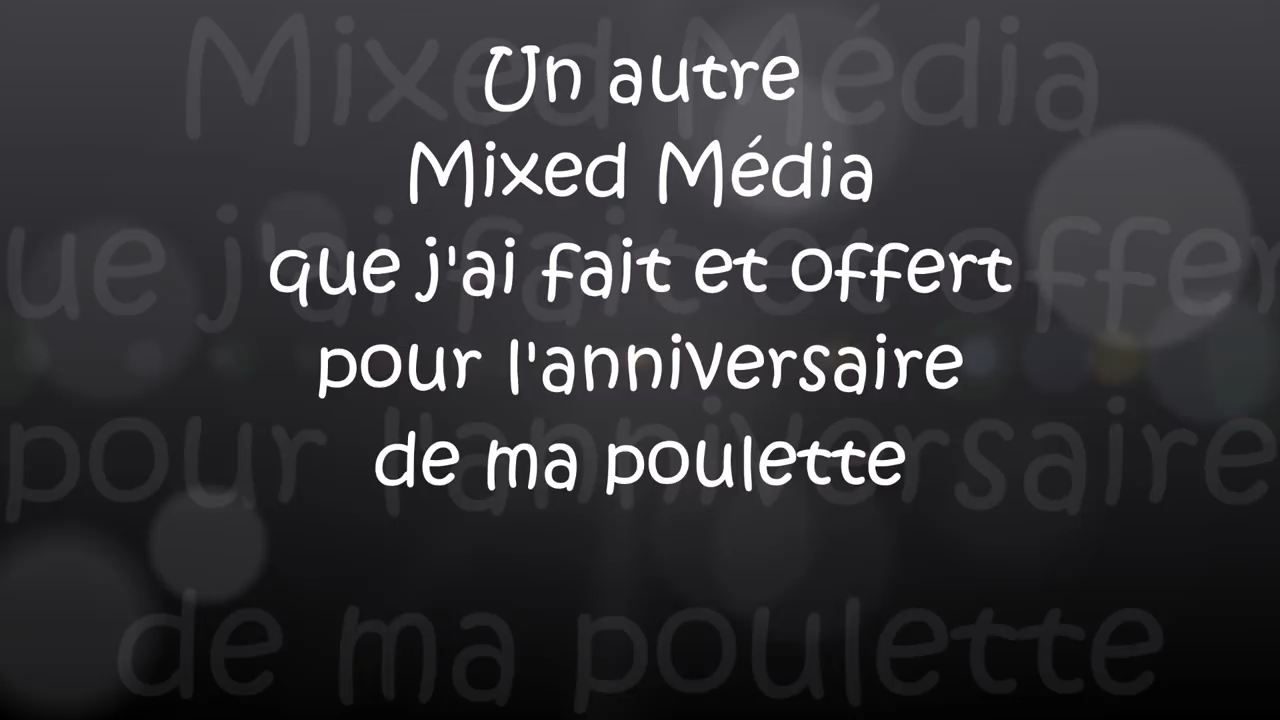 Un autre
Mixed Média
que j'ai fait et offert
pour l'anniversaire
de ma poulette